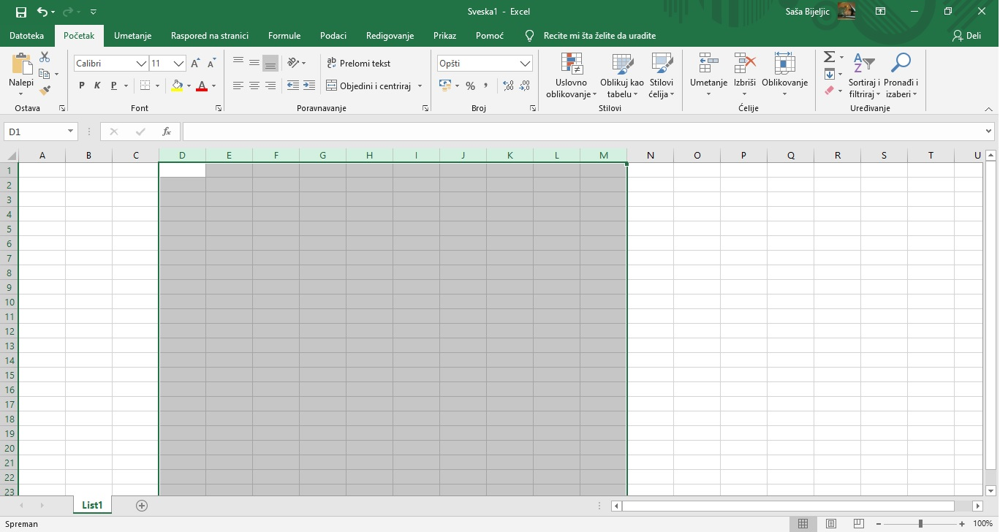 Sveska1 - Excel
Saša Bijeljic
Datoteka Početak Umetanje Raspored na stranici Formule Podaci Redigovanje Prikaz Pomoć Recite mi šta želite da uradite Deli
Nalepi
Ostava
Calibri 11
P K P A
Font
Prelomi tekst
Objedini i centriraj
Poravnavanje
Opšti
%
Broj
Uslovno
oblikovanje
Oblikuj kao
tabelu
Stilovi
ćelija
Stilovi
Umetanje Izbriši Oblikovanje
Ćelije
Sortiraj i
filtriraj
Pronađi i
izaberi
Uređivanje
D1 fx
A B C D E F G H I J K L M N O P Q R S T U
1
2
3
4
5
6
7
8
9
10
11
12
13
14
15
16
17
18
19
20
21
22
23
List1
Spreman 100%